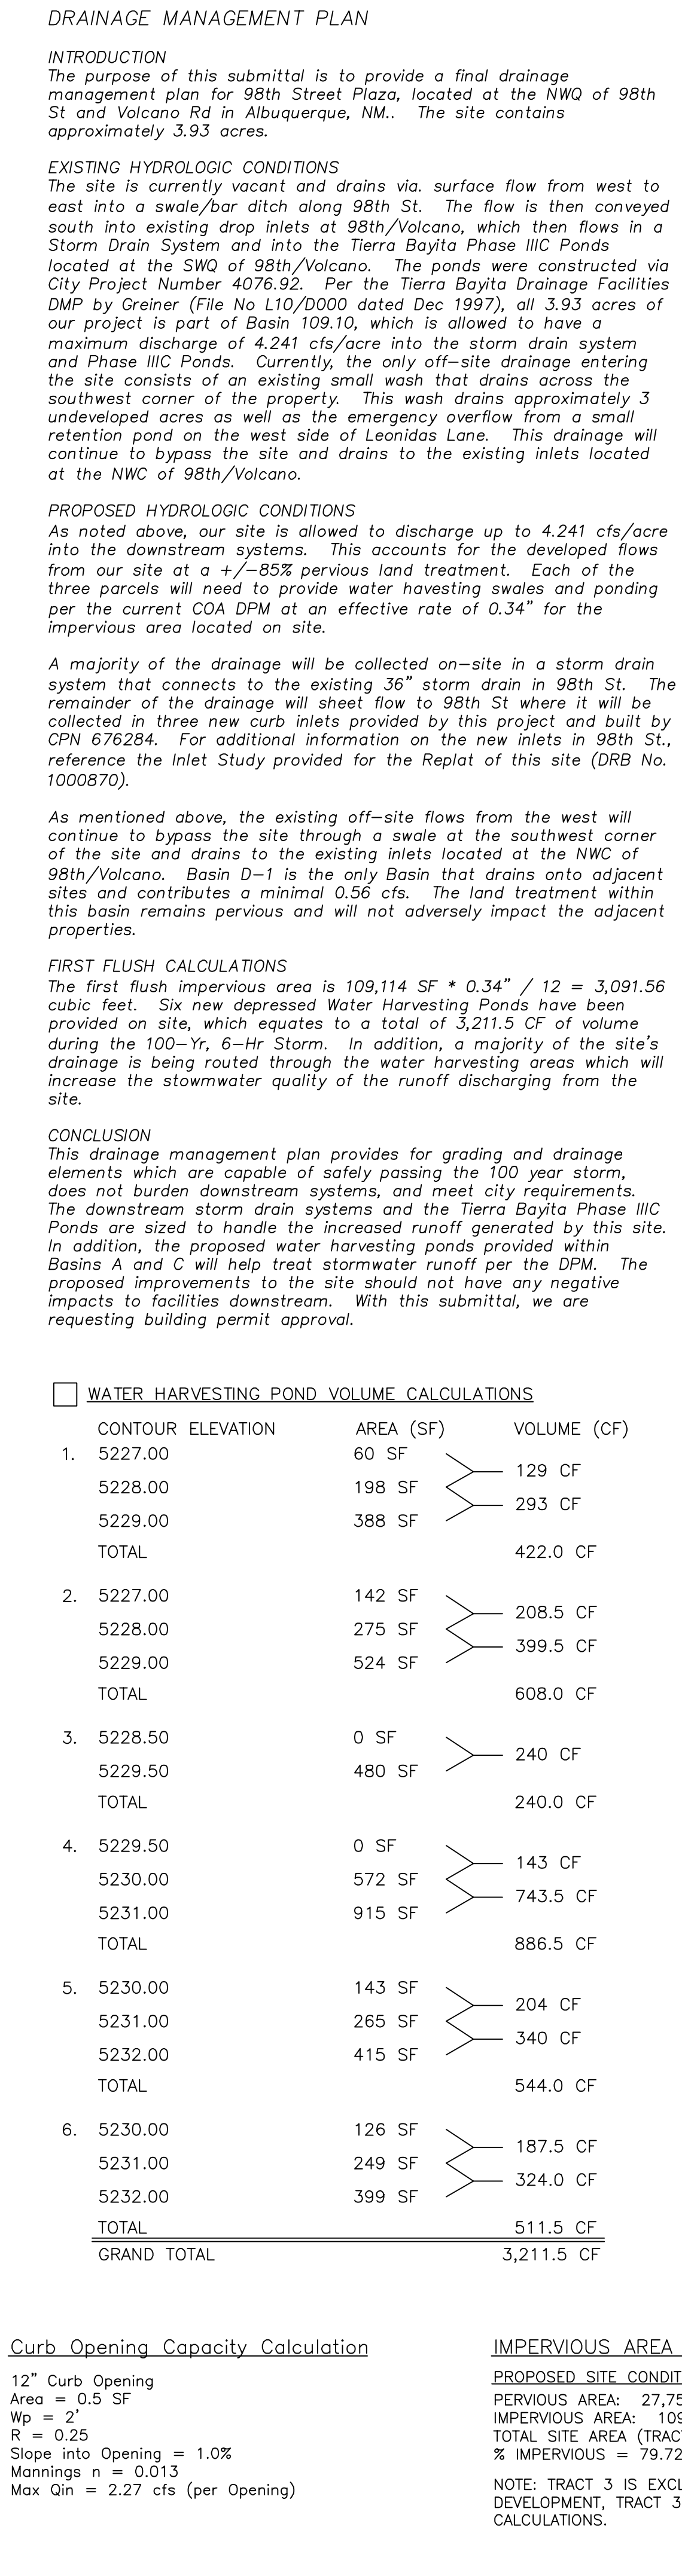 DRAINAGE MANAGEMENT PLAN
INTRODUCTION
The purpose of this submittal is to provide a final drainage
management plan for 98th Street Plaza, located at the NWQ of 98th
St and Volcano Rd in Albuquerque, NM.. The site contains
approximately 3.93 acres.
EXISTING HYDROLOGIC CONDITIONS
The site is currently vacant and drains via. surface flow from west to
east into a swale/bar ditch along 98th St. The flow is then conveyed
south into existing drop inlets at 98th/Volcano, which then flows in a
Storm Drain System and into the Tierra Bayita Phase IIIC Ponds
located at the SWQ of 98th/Volcano. The ponds were constructed via
City Project Number 4076.92. Per the Tierra Bayita Drainage Facilities
DMP by Greiner (File No L10/D000 dated Dec 1997), all 3.93 acres of
our project is part of Basin 109.10, which is allowed to have a
maximum discharge of 4.241 cfs/acre into the storm drain system
and Phase IIIC Ponds. Currently, the only off-site drainage entering
the site consists of an existing small wash that drains across the
southwest corner of the property. This wash drains approximately 3
undeveloped acres as well as the emergency overflow from a small
retention pond on the west side of Leonidas Lane. This drainage will
continue to bypass the site and drains to the existing inlets located
at the NWC of 98th/Volcano.
PROPOSED HYDROLOGIC CONDITIONS
As noted above, our site is allowed to discharge up to 4.241 cfs/acre
into the downstream systems. This accounts for the developed flows
from our site at a +/-85% pervious land treatment. Each of the
three parcels will need to provide water havesting swales and ponding
per the current COA DPM at an effective rate of 0.34" for the
impervious area located on site.
A majority of the drainage will be collected on-site in a storm drain
system that connects to the existing 36" storm drain in 98th St. The
remainder of the drainage will sheet flow to 98th St where it will be
collected in three new curb inlets provided by this project and built by
CPN 676284. For additional information on the new inlets in 98th St.,
reference the Inlet Study provided for the Replat of this site (DRB No.
1000870).
As mentioned above, the existing off-site flows from the west will
continue to bypass the site through a swale at the southwest corner
of the site and drains to the existing inlets located at the NWC of
98th/Volcano. Basin D-1 is the only Basin that drains onto adjacent
sites and contributes a minimal 0.56 cfs. The land treatment within
this basin remains pervious and will not adversely impact the adjacent
properties.
FIRST FLUSH CALCULATIONS
The first flush impervious area is 109,114 SF * 0.34" / 12 = 3,091.56
cubic feet. Six new depressed Water Harvesting Ponds have been
provided on site, which equates to a total of 3,211.5 CF of volume
during the 100-Yr, 6-Hr Storm. In addition, a majority of the site's
drainage is being routed through the water harvesting areas which will
increase the stowmwater quality of the runoff discharging from the
site.
CONCLUSION
This drainage management plan provides for grading and drainage
elements which are capable of safely passing the 100 year storm,
does not burden downstream systems, and meet city requirements.
The downstream storm drain systems and the Tierra Bayita Phase IIIC
Ponds are sized to handle the increased runoff generated by this site.
In addition, the proposed water harvesting ponds provided within
Basins A and C will help treat stormwater runoff per the DPM. The
proposed improvements to the site should not have any negative
impacts to facilities downstream. With this submittal, we are
requesting building permit approval.
WATER HARVESTING POND VOLUME CALCULATIONS
CONTOUR ELEVATION AREA (SF) VOLUME (CF)
1. 5227.00 60 SF
129 CF
5228.00 198 SF
293 CF
5229.00 388 SF
TOTAL 422.0 CF
2. 5227.00 142 SF
208.5 CF
5228.00 275 SF
399.5 CF
5229.00 524 SF
TOTAL 608.0 CF
3. 5228.50 0 SF
240 CF
5229.50 480 SF
TOTAL 240.0 CF
4. 5229.50 0 SF
143 CF
5230.00 572 SF
743.5 CF
5231.00 915 SF
TOTAL 886.5 CF
5. 5230.00 143 SF
204 CF
5231.00 265 SF
340 CF
5232.00 415 SF
TOTAL 544.0 CF
6. 5230.00 126 SF
187.5 CF
5231.00 249 SF
324.0 CF
5232.00 399 SF
TOTAL 511.5 CF
GRAND TOTAL 3,211.5 CF
Curb Opening Capacity Calculation
12" Curb Opening
Area = 0.5 SF
Wp = 2'
R = 0.25
Slope into Opening = 1.0%
Mannings n = 0.013
Max Qin = 2.27 cfs (per Opening)
IMPERVIOUS AREA
PROPOSED SITE CONDIT
PERVIOUS AREA: 27,75
IMPERVIOUS AREA: 109
TOTAL SITE AREA (TRAC
% IMPERVIOUS = 79.72
NOTE: TRACT 3 IS EXCL
DEVELOPMENT, TRACT 3
CALCULATIONS.